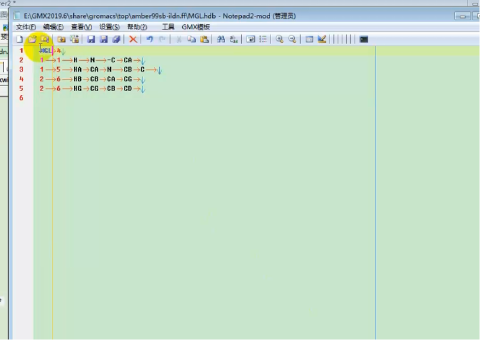 E:\GMX2019.6\share\gromacs\top\amber99sb-ildn.ff\MGL.hdb - Notepad2-mod (管理员)
文件(F) 编辑(E) 查看(V) 设置(S) 帮助(?) 工具 GMX模板
1 MGL 4
2 1 1 H N -C CA
3 1 5 HA CA N CB C
4 2 6 HB CB CA CG
5 2 6 HG CG CB CD
6